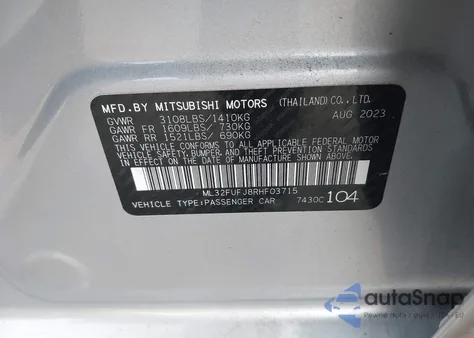 MFD.BY MITSUBISHI MOTORS (THAILAND)CO.,LTD.
GVWR 3108LBS/1410KG AUG 2023
GAWR FR 1609LBS/ 730KG
GAWR RR 1521LBS/ 690KG
THIS VEHICLE CONFORMS TO ALL APPLICABLE FEDERAL MOTOR
VEHICLE SAFETY, BUMPER, AND THEFT PREVENTION
STANDARDS IN EFFECT ON THE DATE OF MANUFACTURE
SHOWN ABOVE.
ML32FUFJ8RHF03715
VEHICLE TYPE:PASSENGER CAR 7430C 104
autoSnap